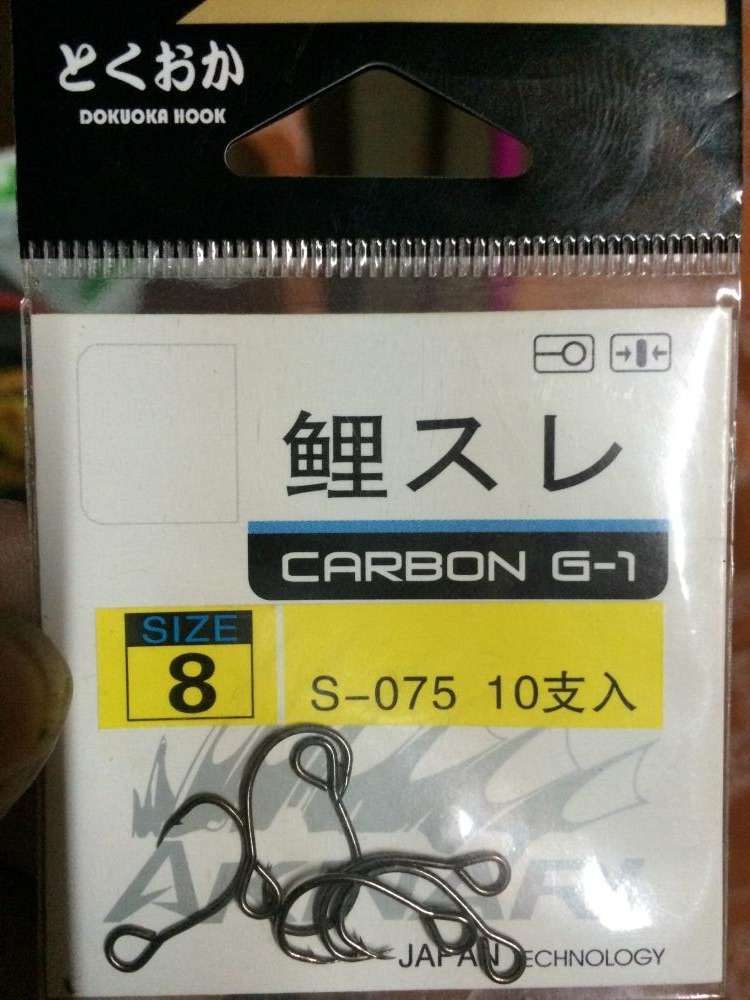 とくおか
DOKUOKA HOOK
鲤スレ
CARBON G-1
SIZE
8
S-075 10支入
JAPAN TECHNOLOGY